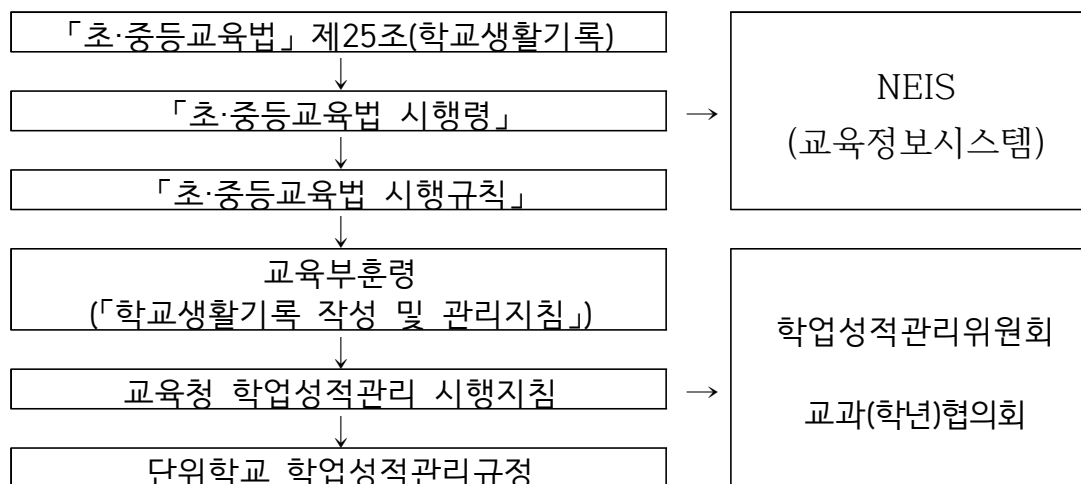 「초·중등교육법」 제25조(학교생활기록)
↓
「초·중등교육법 시행령」
→
NEIS
(교육정보시스템)
↓
「초·중등교육법 시행규칙」
↓
교육부훈령
(「학교생활기록 작성 및 관리지침」)
↓
교육청 학업성적관리 시행지침
→
학업성적관리위원회
교과(학년)협의회
↓
단위학교 학업성적관리규정